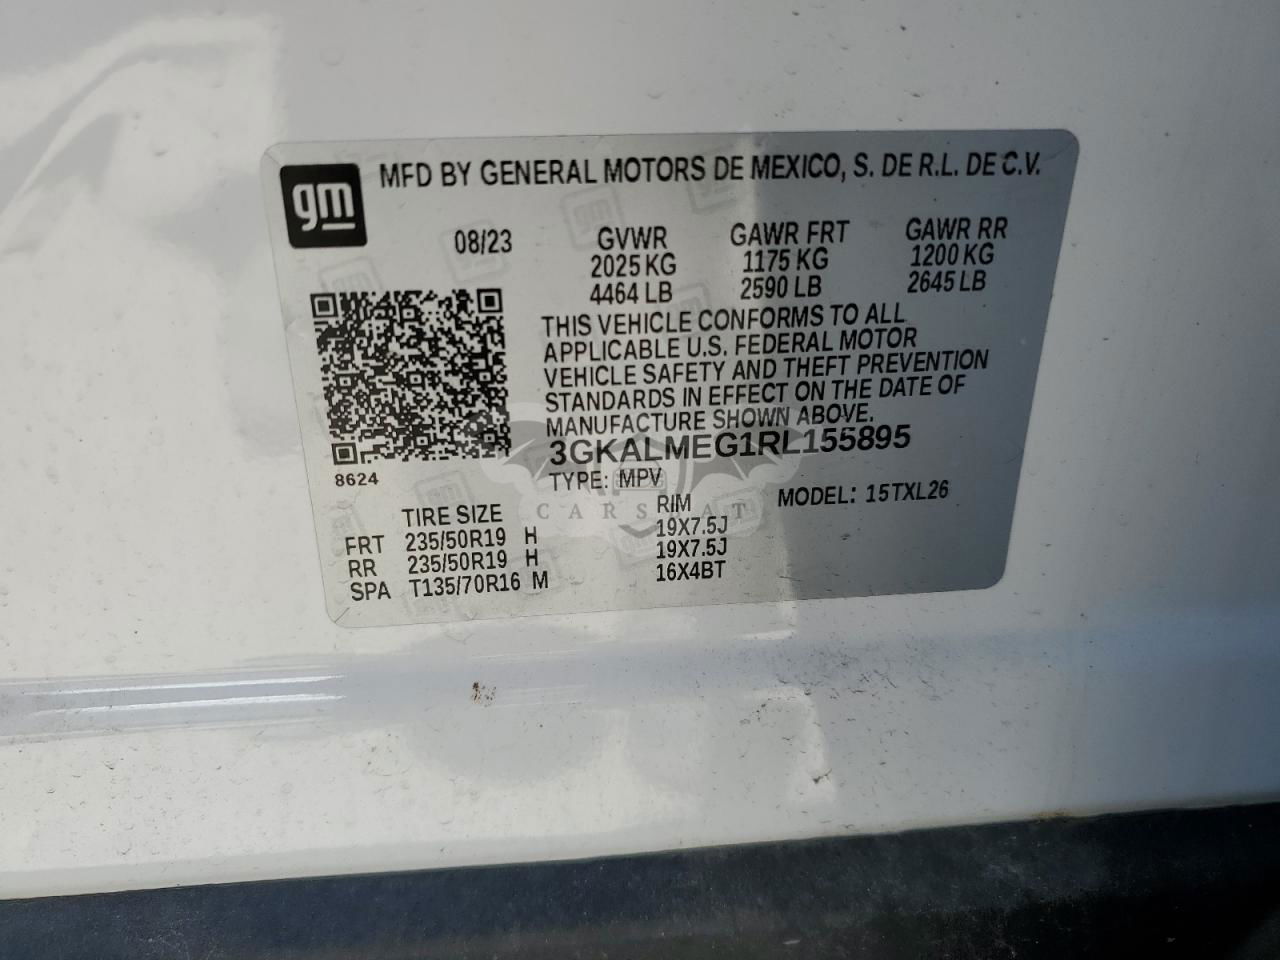 gm
MFD BY GENERAL MOTORS DE MEXICO, S. DE R.L. DE C.V.
08/23 GVWR GAWR FRT GAWR RR
2025 KG 1175 KG 1200 KG
4464 LB 2590 LB 2645 LB
THIS VEHICLE CONFORMS TO ALL
APPLICABLE U.S. FEDERAL MOTOR
VEHICLE SAFETY AND THEFT PREVENTION
STANDARDS IN EFFECT ON THE DATE OF
MANUFACTURE SHOWN ABOVE.
3GKALMEG1RL155895
8624
TYPE: MPV MODEL: 15TXL26
CARSBAT
TIRE SIZE RIM
FRT 235/50R19 H 19X7.5J
RR 235/50R19 H 19X7.5J
SPA T135/70R16 M 16X4BT